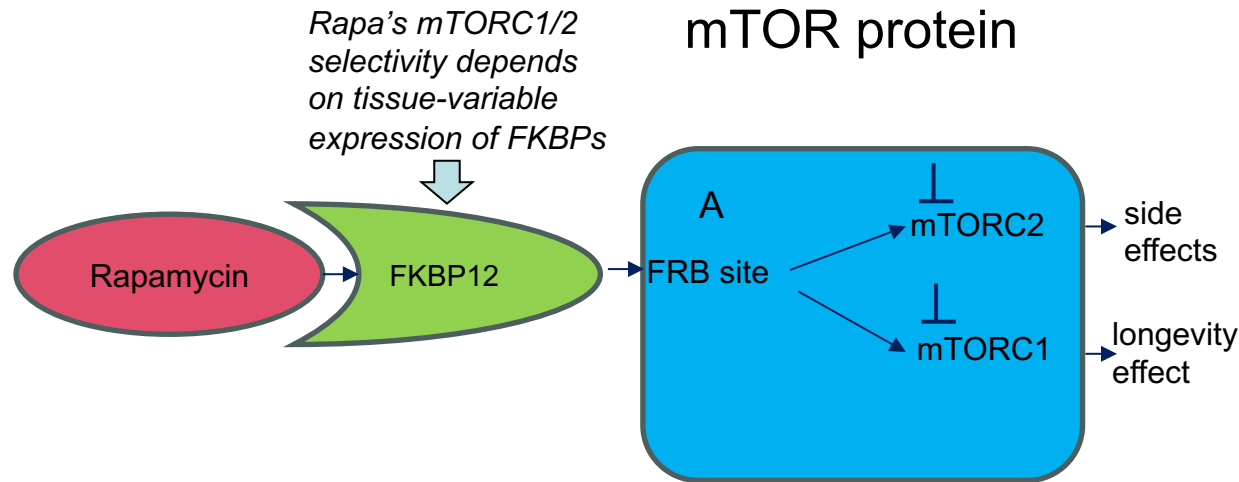 Rapa's mTORC1/2
selectivity depends
on tissue-variable
expression of FKBPs
mTOR protein
Rapamycin
FKBP12
A
FRB site
mTORC2
mTORC1
side
effects
longevity
effect